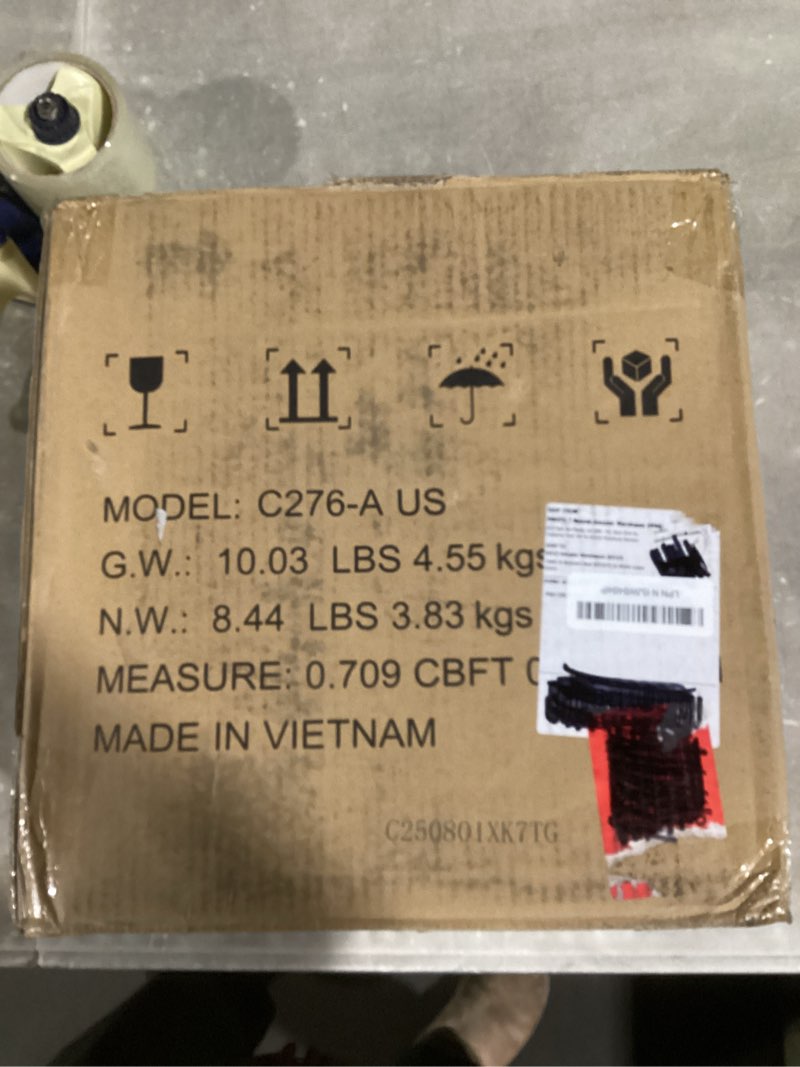 MODEL: C276-A US
G.W.: 10.03 LBS 4.55 kgs
N.W.: 8.44 LBS 3.83 kgs
MEASURE: 0.709 CBFT 0
MADE IN VIETNAM
C250801XK7TG